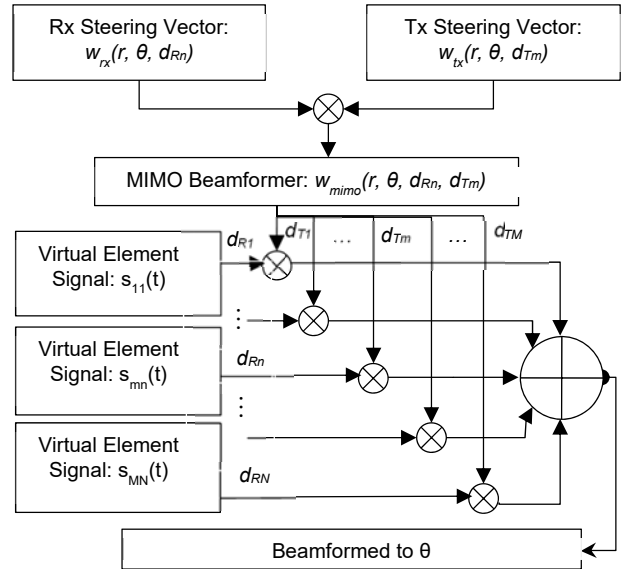 Rx Steering Vector:
w_rx(r, θ, d_Rn)
Tx Steering Vector:
w_tx(r, θ, d_Tm)
MIMO Beamformer: w_mimo(r, θ, d_Rn, d_Tm)
d_R1 d_T1 ... d_Tm ... d_TM
Virtual Element
Signal: s_11(t)
⋮
Virtual Element
Signal: s_mn(t)
d_Rn
⋮
Virtual Element
Signal: s_MN(t)
d_RN
Beamformed to θ